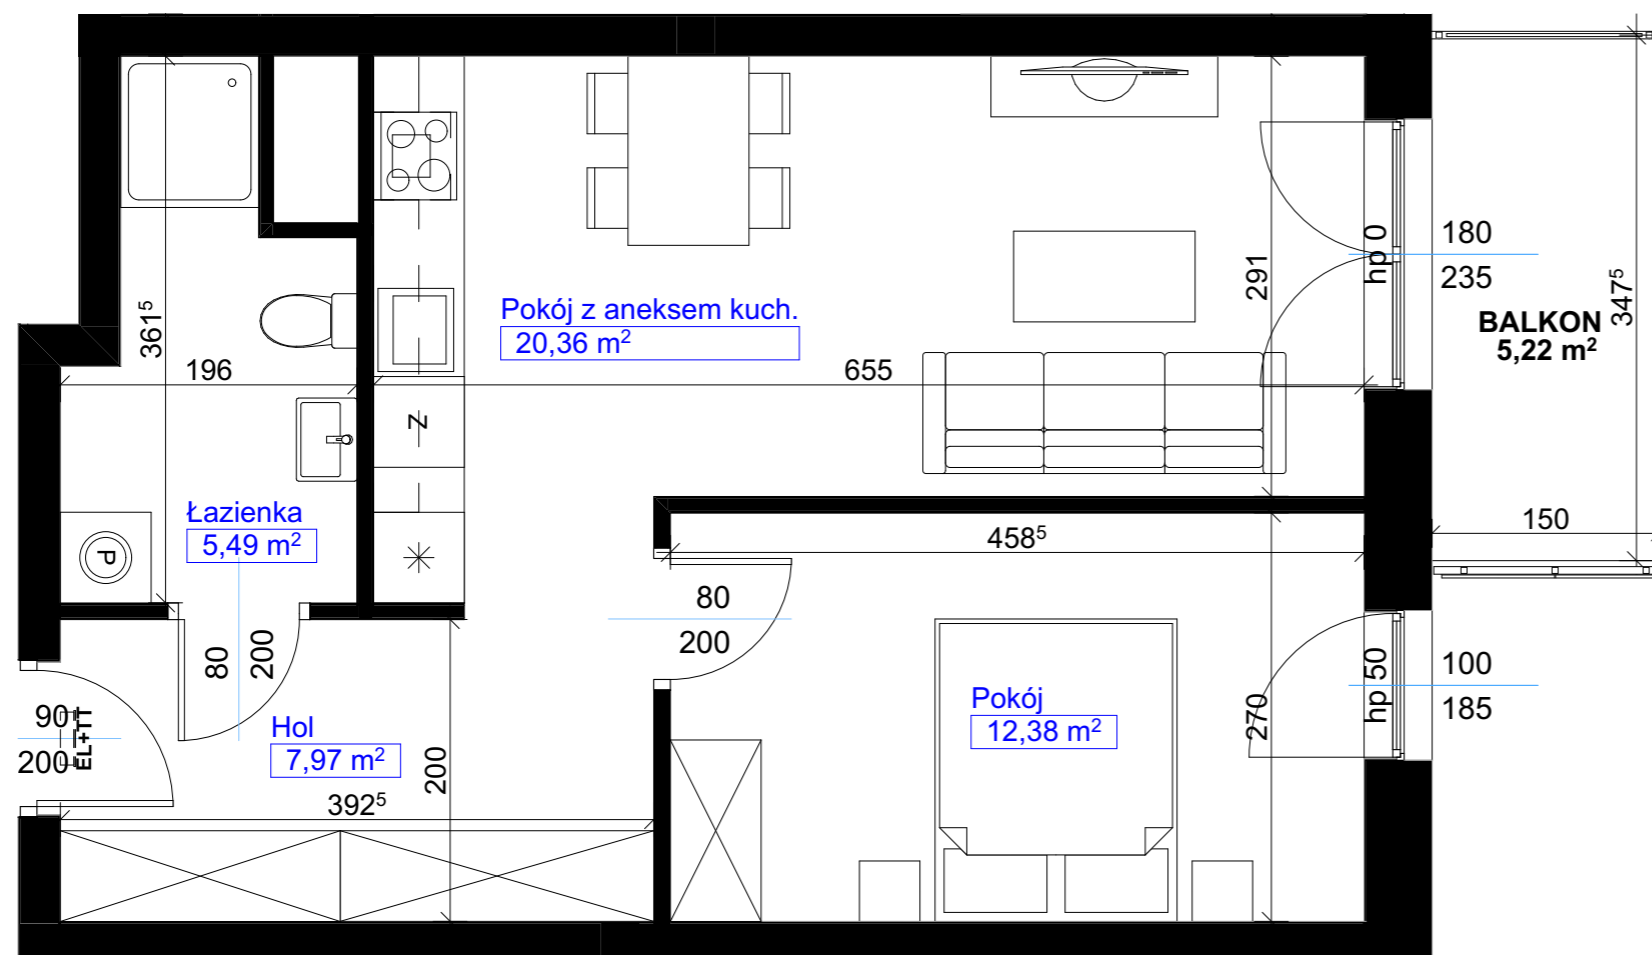 180
hp 0
235
291
347⁵
BALKON
5,22 m²
Pokój z aneksem kuch.
20,36 m²
361⁵
196
655
Z
Łazienka
5,49 m²
P
458⁵
150
80
200
80
200
hp 50
100
185
Pokój
12,38 m²
270
90
200
EL+TT
Hol
7,97 m²
200
392⁵